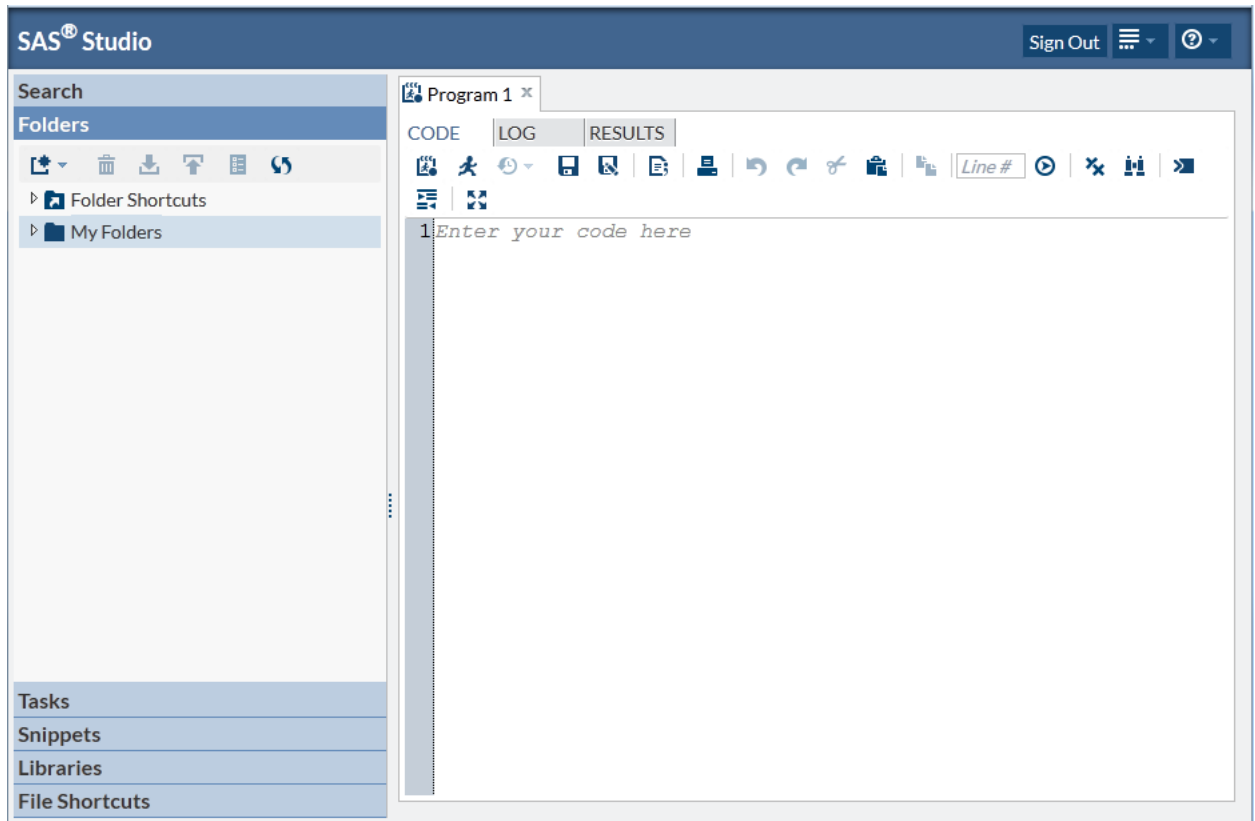 SAS® Studio
Sign Out
Search
Folders
Folder Shortcuts
My Folders
Tasks
Snippets
Libraries
File Shortcuts
Program 1
CODE LOG RESULTS
Line #
1 Enter your code here